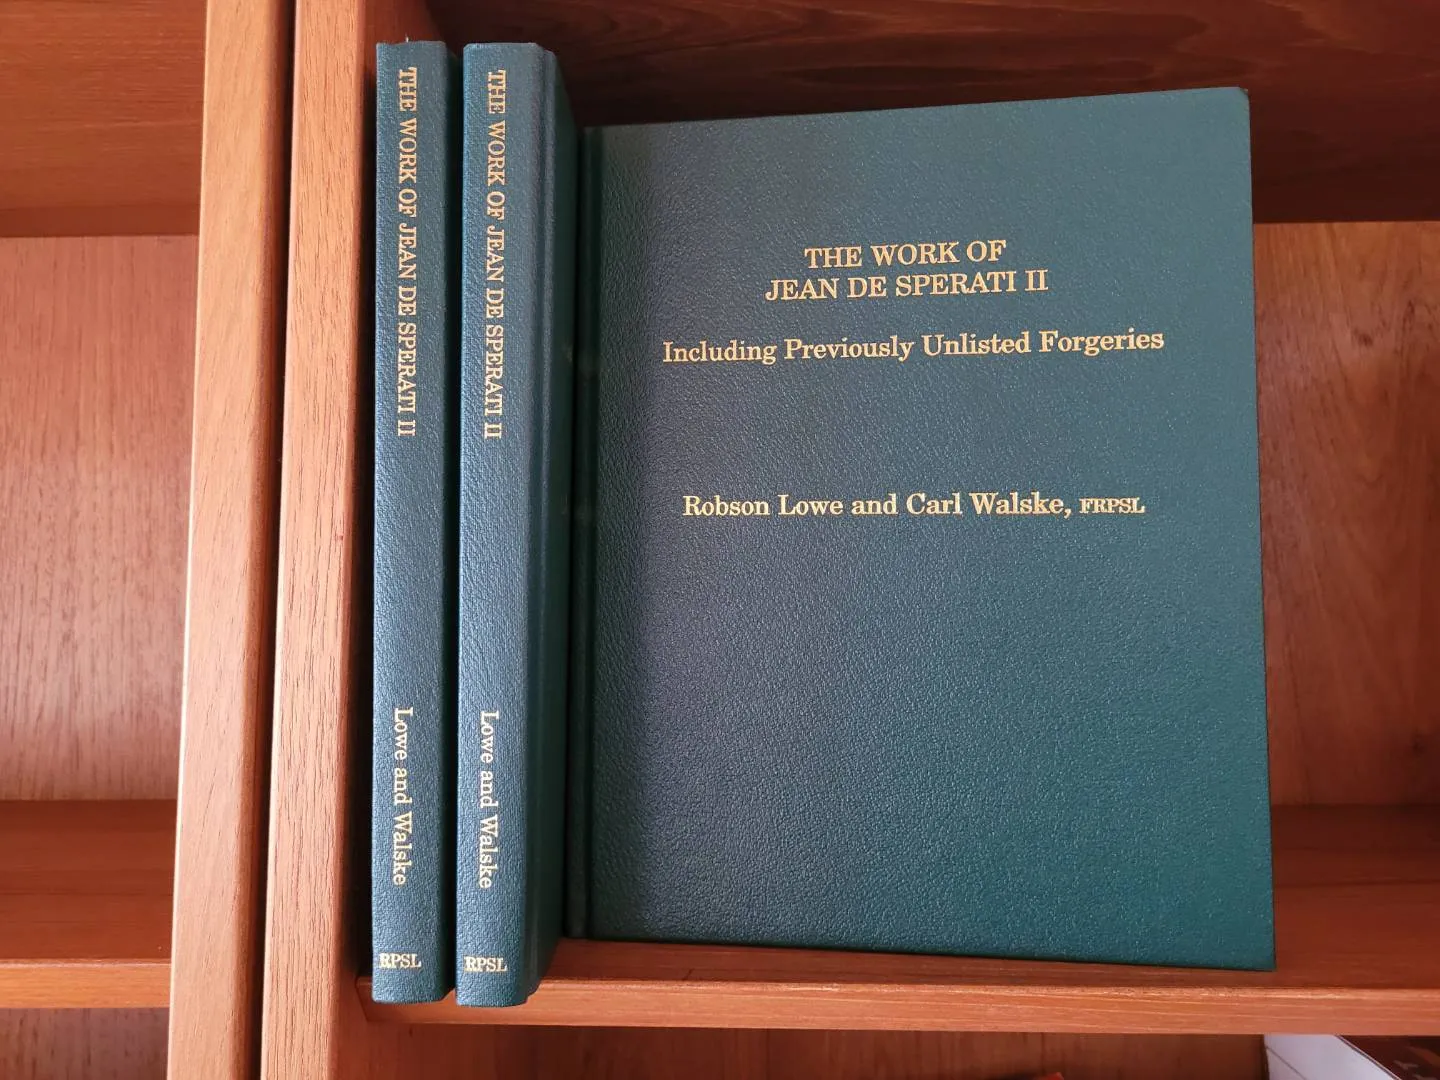 THE WORK OF JEAN DE SPERATI II
Lowe and Walske
RPSL
THE WORK OF JEAN DE SPERATI II
Lowe and Walske
RPSL
THE WORK OF
JEAN DE SPERATI II
Including Previously Unlisted Forgeries
Robson Lowe and Carl Walske, FRPSL